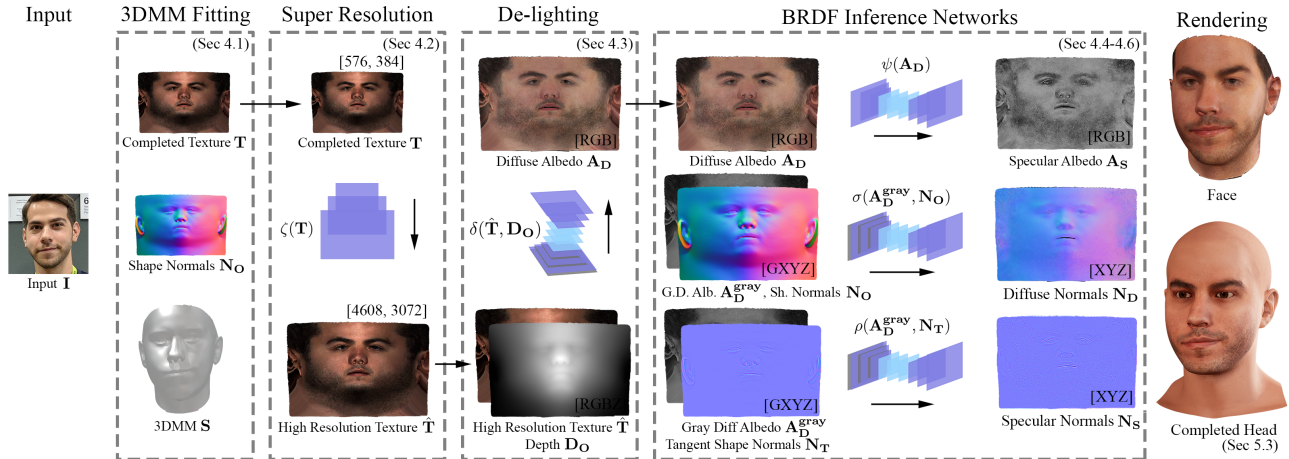 Input
3DMM Fitting
Super Resolution
De-lighting
BRDF Inference Networks
Rendering
(Sec 4.1)
(Sec 4.2)
(Sec 4.3)
(Sec 4.4-4.6)
[576, 384]
ψ(A_D)
[RGB]
[RGB]
[RGB]
Completed Texture T
Completed Texture T
Diffuse Albedo A_D
Diffuse Albedo A_D
Specular Albedo A_S
Face
6
ζ(T)
δ(T̂, D_O)
σ(A_D^gray, N_O)
[GXYZ]
[XYZ]
Input I
Shape Normals N_O
G.D. Alb. A_D^gray, Sh. Normals N_O
Diffuse Normals N_D
[4608, 3072]
ρ(A_D^gray, N_T)
[RGBZ]
[GXYZ]
[XYZ]
3DMM S
High Resolution Texture T̂
High Resolution Texture T̂
Depth D_O
Gray Diff Albedo A_D^gray
Tangent Shape Normals N_T
Specular Normals N_S
Completed Head
(Sec 5.3)